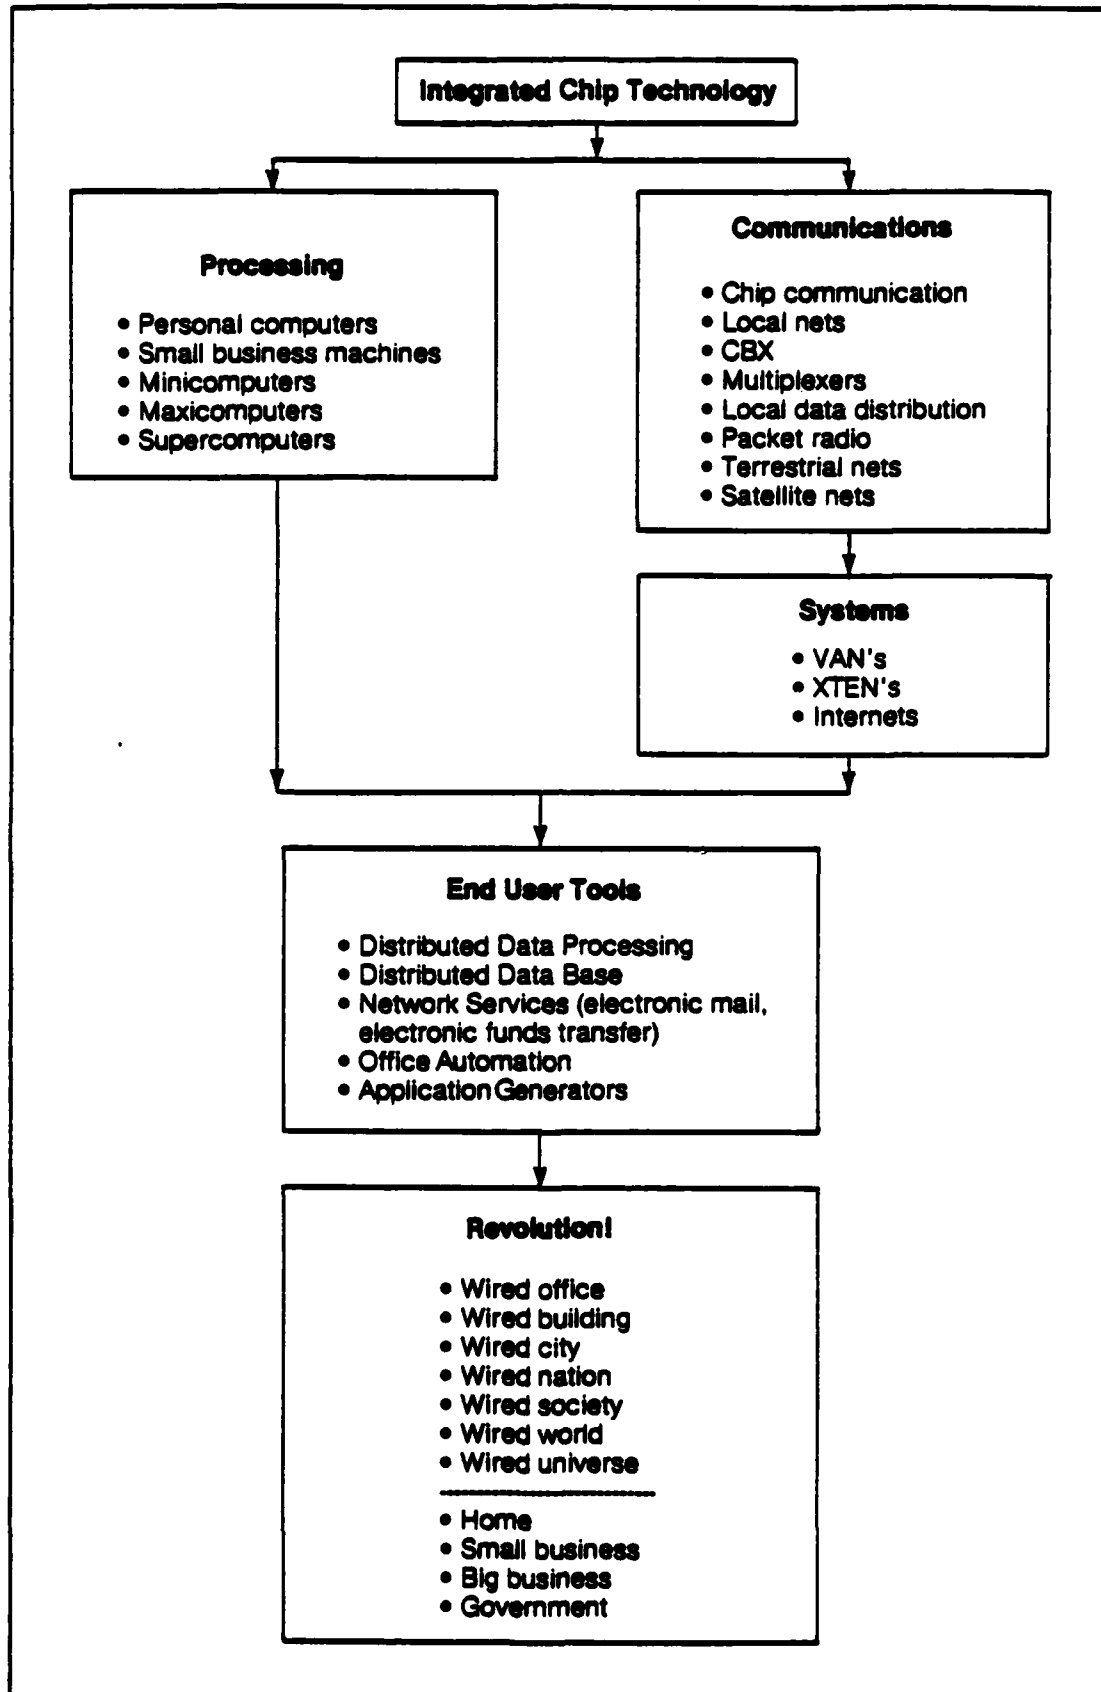 Integrated Chip Technology
Processing
• Personal computers
• Small business machines
• Minicomputers
• Maxicomputers
• Supercomputers
Communications
• Chip communication
• Local nets
• CBX
• Multiplexers
• Local data distribution
• Packet radio
• Terrestrial nets
• Satellite nets
Systems
• VAN's
• XTEN's
• Internets
End User Tools
• Distributed Data Processing
• Distributed Data Base
• Network Services (electronic mail,
electronic funds transfer)
• Office Automation
• Application Generators
Revolution!
• Wired office
• Wired building
• Wired city
• Wired nation
• Wired society
• Wired world
• Wired universe
• Home
• Small business
• Big business
• Government